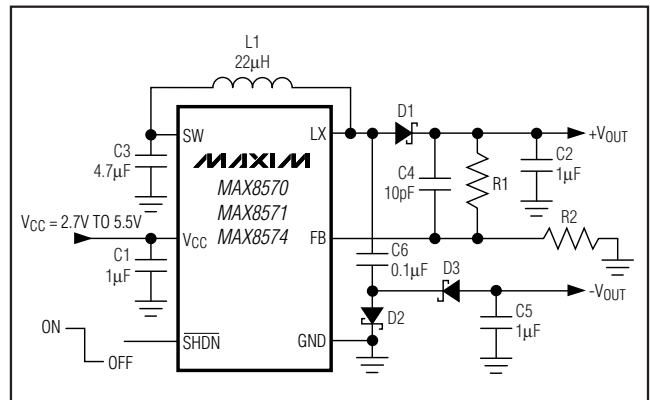 L1
22μH
D1
SW
LX
+VOUT
C3
4.7μF
MAXIM
C4
10pF
R1
C2
1μF
MAX8570
MAX8571
MAX8574
R2
VCC = 2.7V TO 5.5V
VCC
FB
C6
0.1μF
C1
1μF
D3
-VOUT
D2
C5
1μF
ON
OFF
SHDN
GND